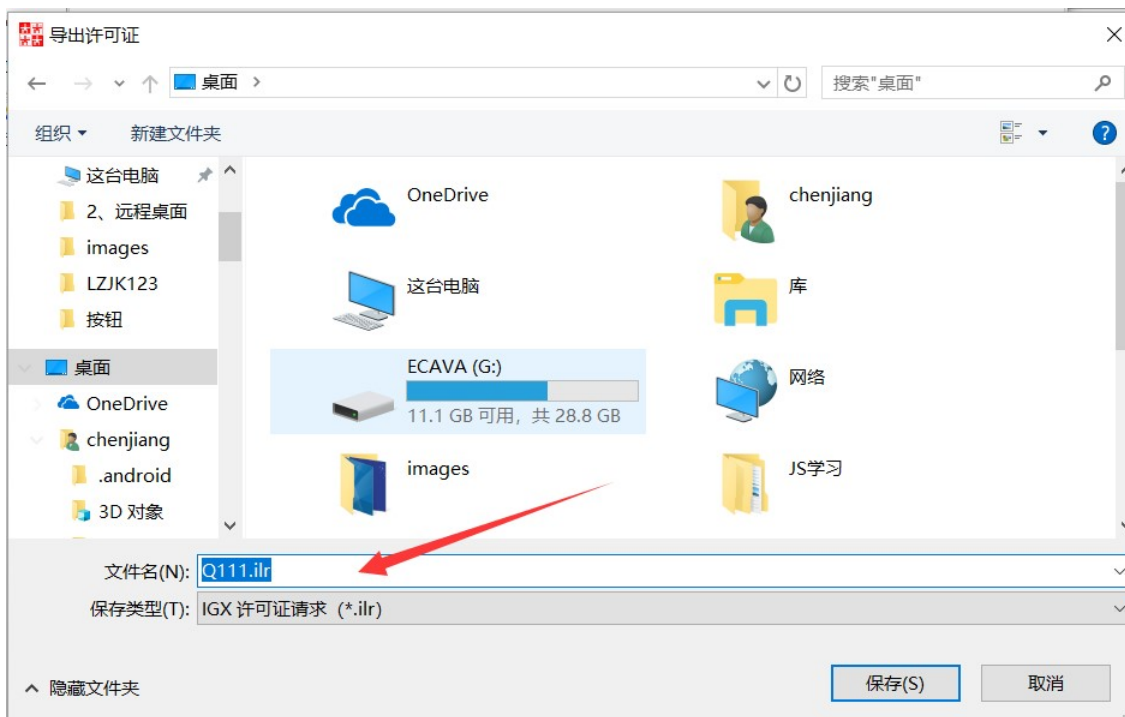 导出许可证
桌面
搜索"桌面"
组织
新建文件夹
这台电脑
2、远程桌面
images
LZJK123
按钮
桌面
OneDrive
chenjiang
.android
3D 对象
OneDrive
chenjiang
这台电脑
库
ECAVA (G:)
11.1 GB 可用，共 28.8 GB
网络
images
JS学习
文件名(N): Q111.ilr
保存类型(T): IGX 许可证请求 (*.ilr)
隐藏文件夹
保存(S)
取消